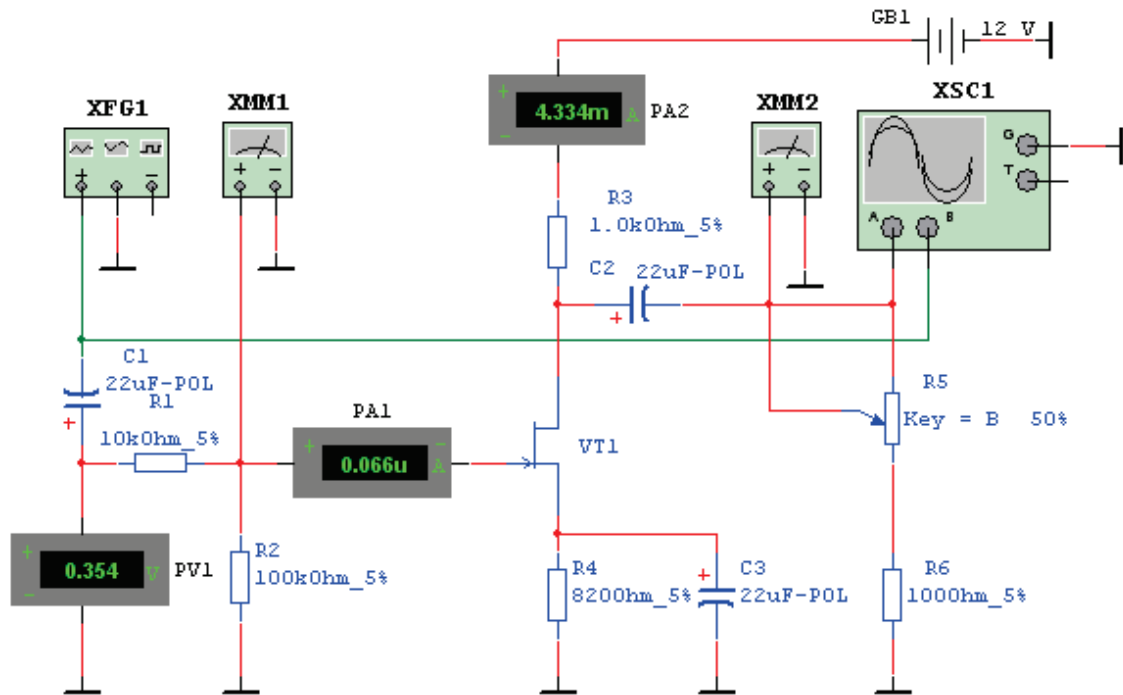 GB1
12 V
XFG1
XMM1
+
4.334m
A
-
PA2
XMM2
XSC1
G
T
A
B
+ -
+ -
+ -
R3
1.0kOhm_5%
C2
22uF-POL
+
C1
22uF-POL
+
R1
10kOhm_5%
PA1
+
0.066u
-
A
VT1
R5
Key = B 50%
+
0.354
V
-
PV1
R2
100kOhm_5%
R4
820Ohm_5%
+
C3
22uF-POL
R6
100Ohm_5%